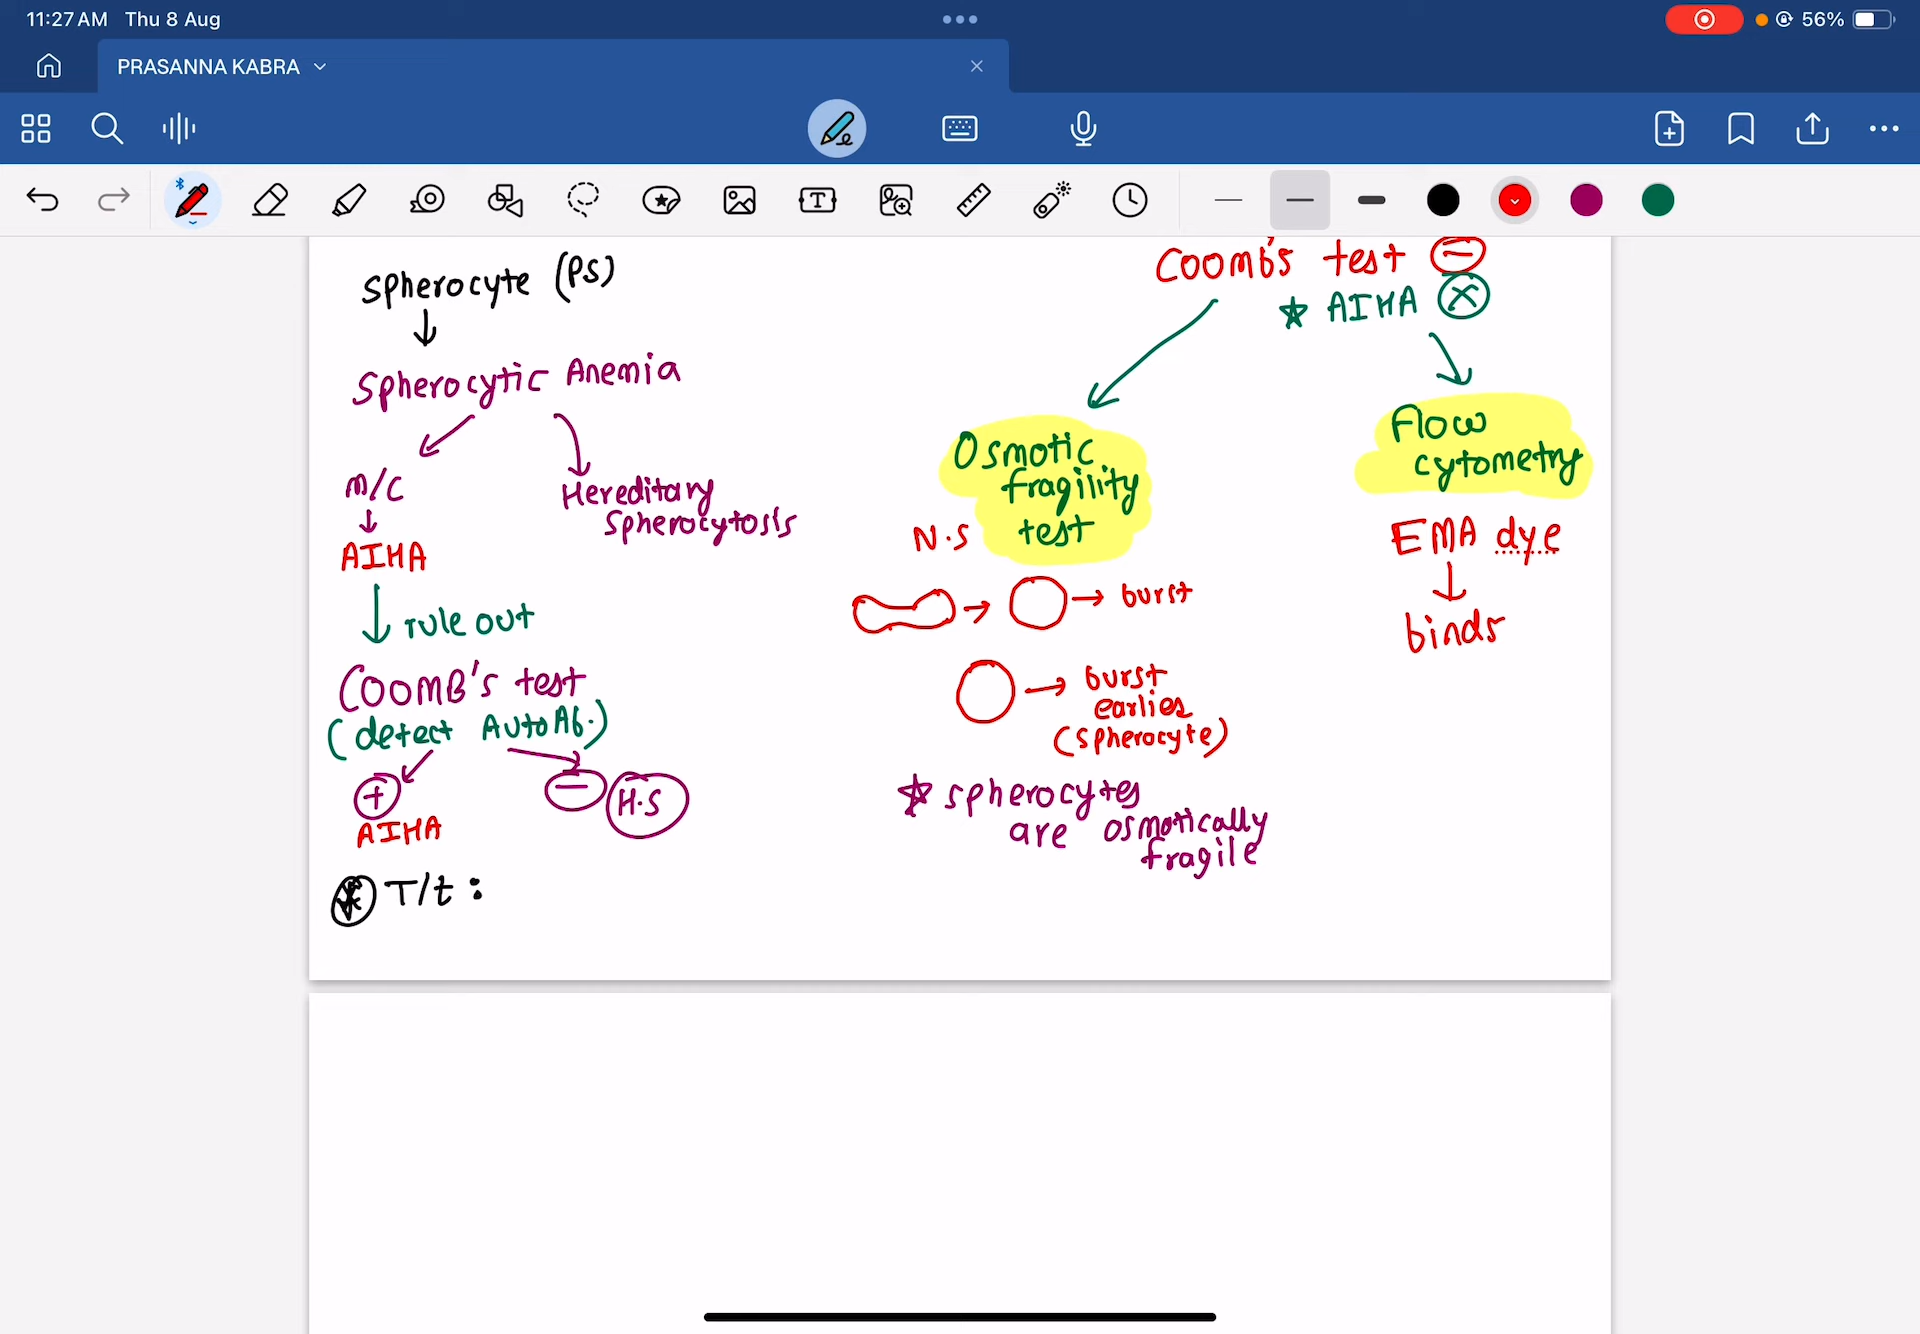 11:27 AM Thu 8 Aug
56%
PRASANNA KABRA
Spherocyte (PS)
Spherocytic Anemia
M/C
Hereditary
Spherocytosis
AIHA
rule out
COOMB's test
(detect AutoAb.)
+
AIHA
−
H.S
T/t :
Coomb's test −
AIHA X
Osmotic
fragility
test
N.S
burst
burst
earlies
(spherocyte)
spherocytes
are osmotically
fragile
Flow
cytometry
EMA dye
binds